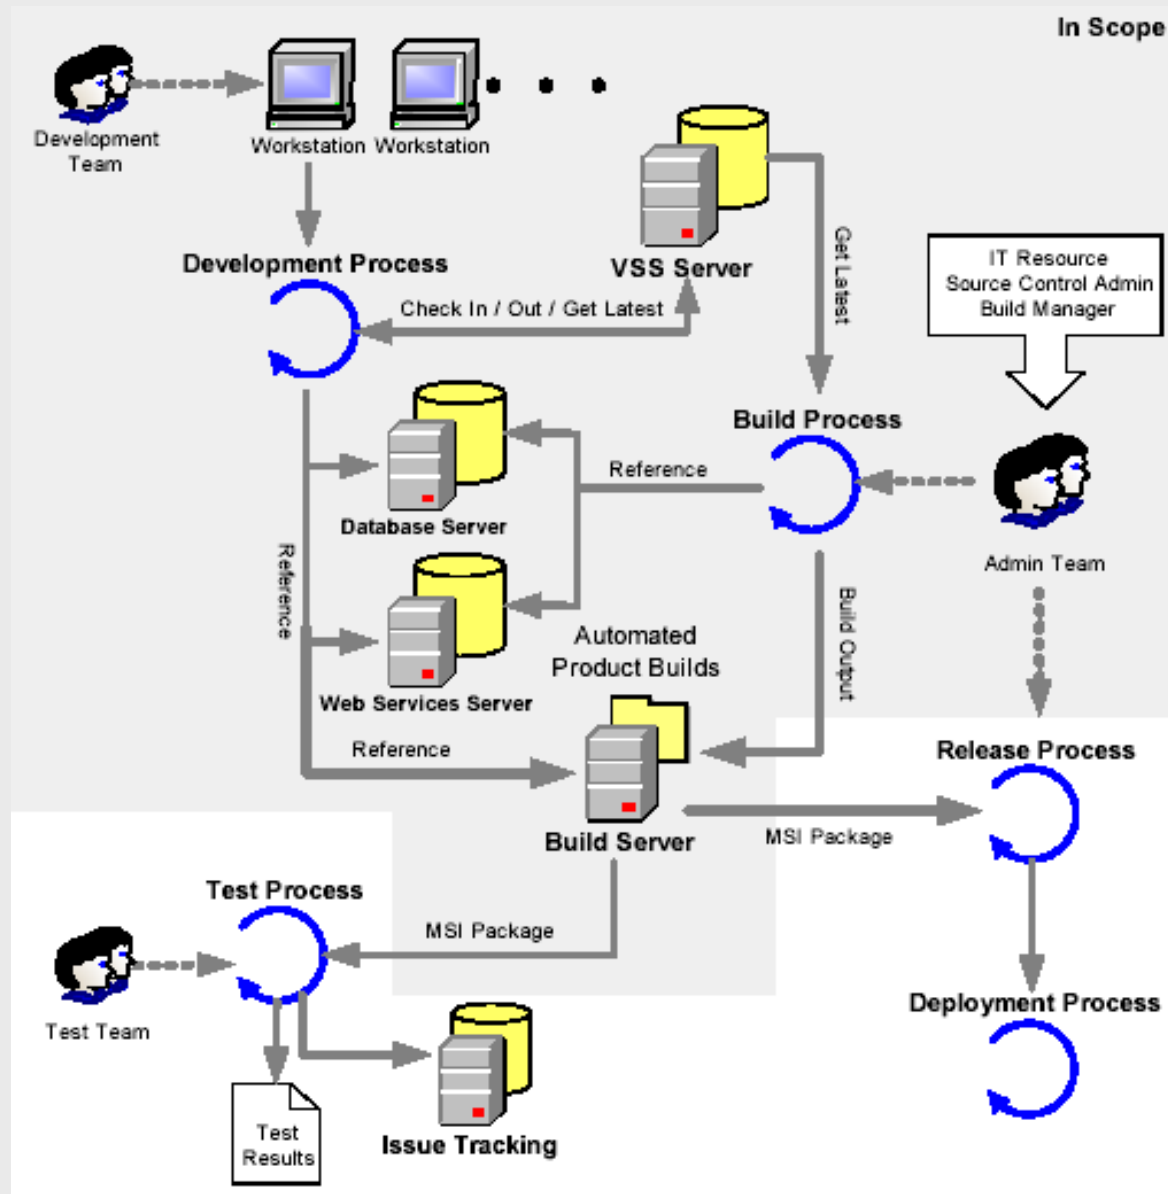 In Scope
Development
Team
Workstation
Workstation
VSS Server
Get Latest
IT Resource
Source Control Admin
Build Manager
Development Process
Check In / Out / Get Latest
Build Process
Reference
Database Server
Admin Team
Reference
Build Output
Automated
Product Builds
Web Services Server
Reference
Release Process
Build Server
MSI Package
Test Process
MSI Package
Test Team
Deployment Process
Test
Results
Issue Tracking